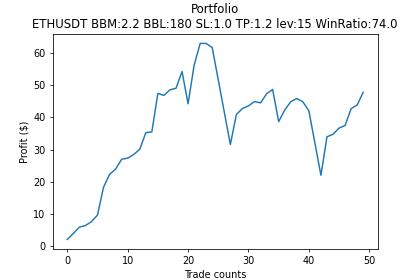 Portfolio
ETHUSDT BBM:2.2 BBL:180 SL:1.0 TP:1.2 lev:15 WinRatio:74.0
Profit ($)
60
50
40
30
20
10
0
0 10 20 30 40 50
Trade counts